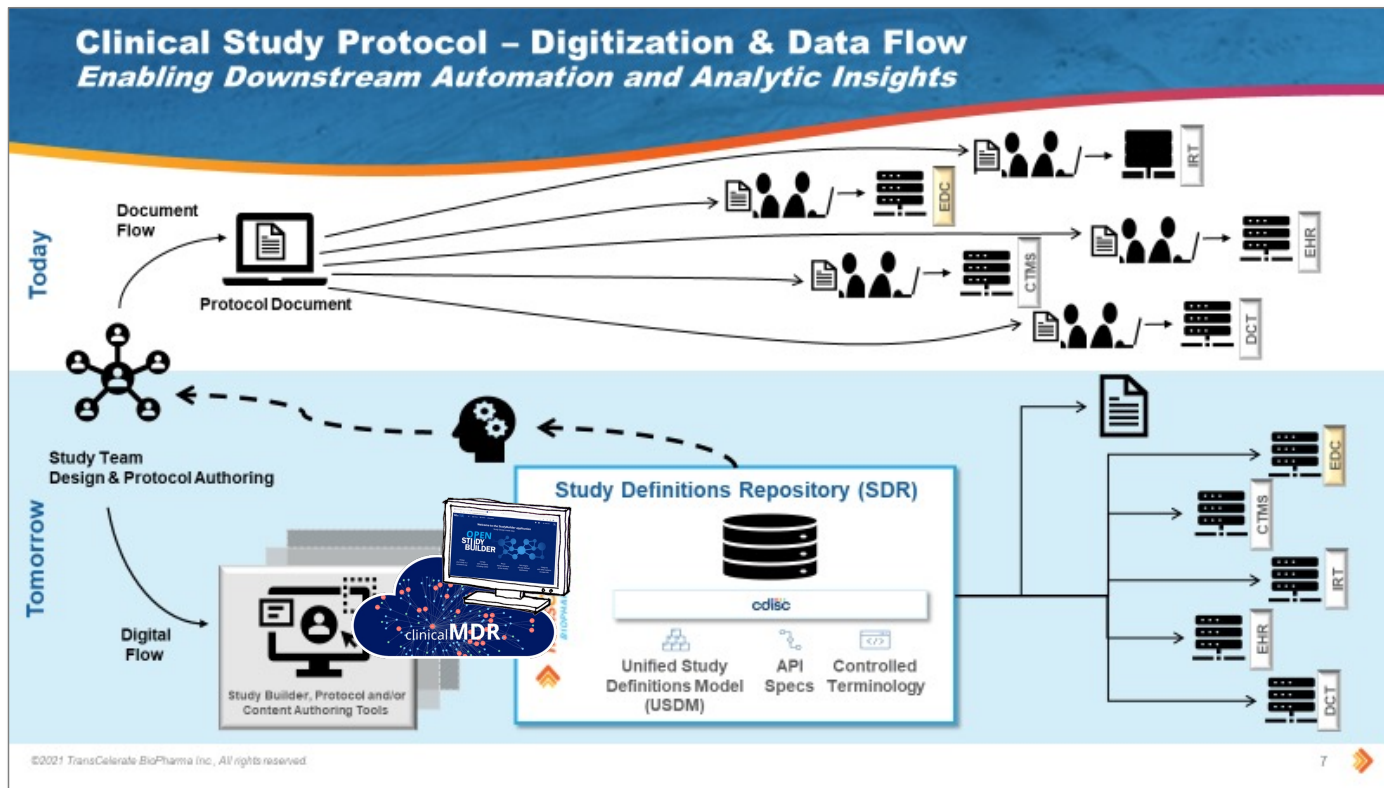 Clinical Study Protocol – Digitization & Data Flow
Enabling Downstream Automation and Analytic Insights
Today
Document
Flow
Protocol Document
IRT
EDC
EHR
CTMS
DCT
Tomorrow
Study Team
Design & Protocol Authoring
Digital
Flow
Study Builder, Protocol and/or
Content Authoring Tools
OPEN
STUDY
BUILDER
clinicalMDR
Study Definitions Repository (SDR)
cdisc
Unified Study
Definitions Model
(USDM)
API
Specs
Controlled
Terminology
EDC
CTMS
IRT
EHR
DCT
©2021 TransCelerate BioPharma Inc., All rights reserved.
7